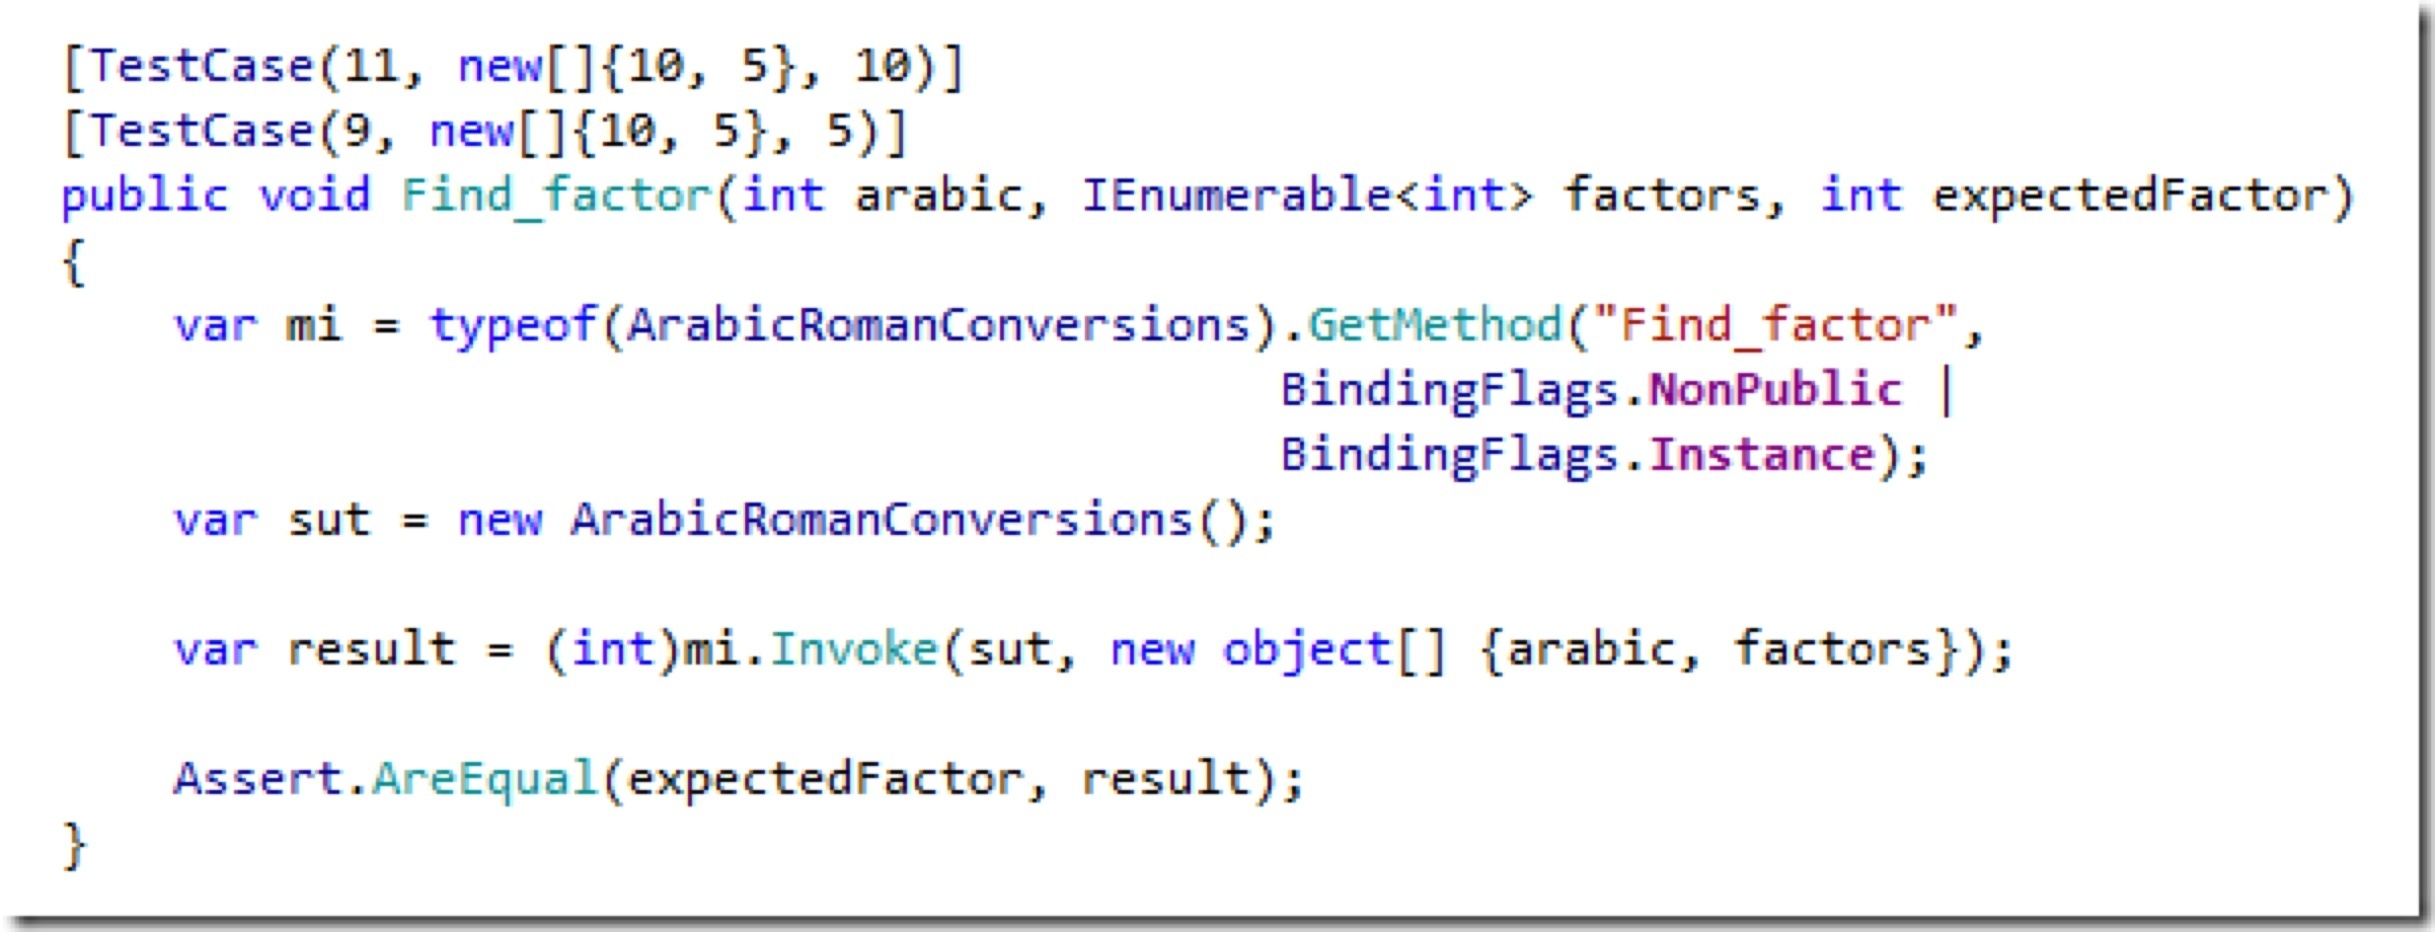 [TestCase(11, new[]{10, 5}, 10)]
[TestCase(9, new[]{10, 5}, 5)]
public void Find_factor(int arabic, IEnumerable<int> factors, int expectedFactor)
{
    var mi = typeof(ArabicRomanConversions).GetMethod("Find_factor",
                                           BindingFlags.NonPublic |
                                           BindingFlags.Instance);
    var sut = new ArabicRomanConversions();

    var result = (int)mi.Invoke(sut, new object[] {arabic, factors});

    Assert.AreEqual(expectedFactor, result);
}